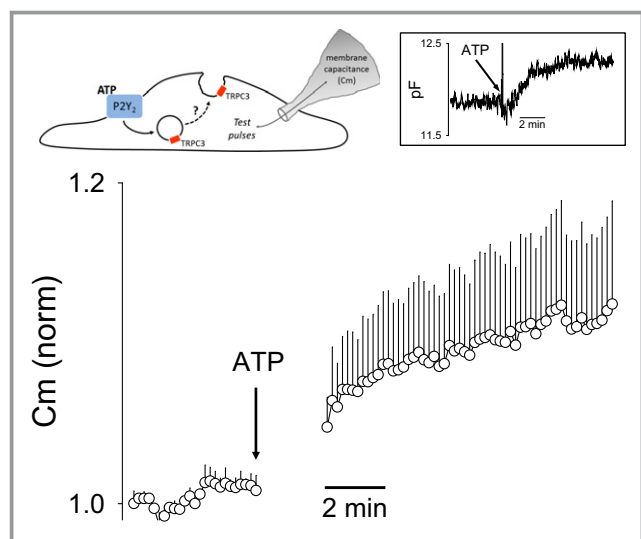 membrane
capacitance
(Cm)
ATP
P2Y2
?
TRPC3
TRPC3
Test
pulses
12.5
ATP
pF
11.5
2 min
1.2
Cm (norm)
ATP
1.0
2 min